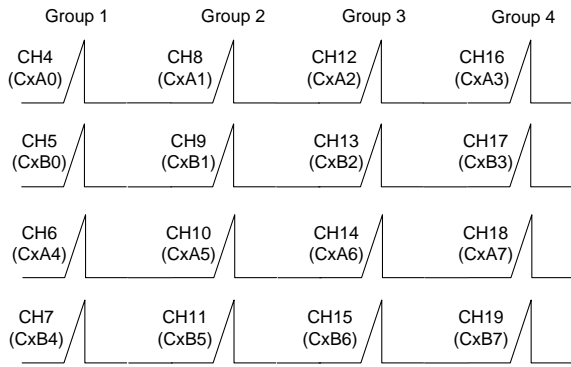 Group 1 Group 2 Group 3 Group 4
CH4 CH8 CH12 CH16
(CxA0) (CxA1) (CxA2) (CxA3)
CH5 CH9 CH13 CH17
(CxB0) (CxB1) (CxB2) (CxB3)
CH6 CH10 CH14 CH18
(CxA4) (CxA5) (CxA6) (CxA7)
CH7 CH11 CH15 CH19
(CxB4) (CxB5) (CxB6) (CxB7)